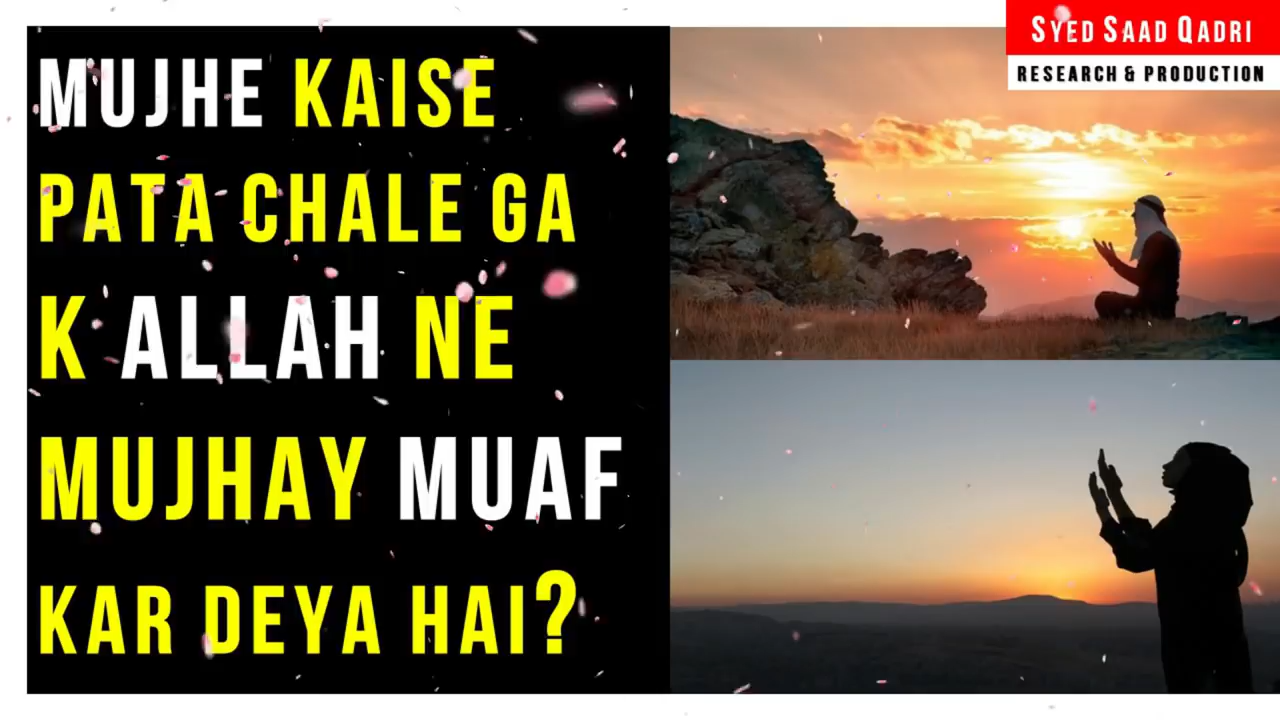 MUJHE KAISE
PATA CHALE GA
K ALLAH NE
MUJHAY MUAF
KAR DEYA HAI?
SYED SAAD QADRI
RESEARCH & PRODUCTION